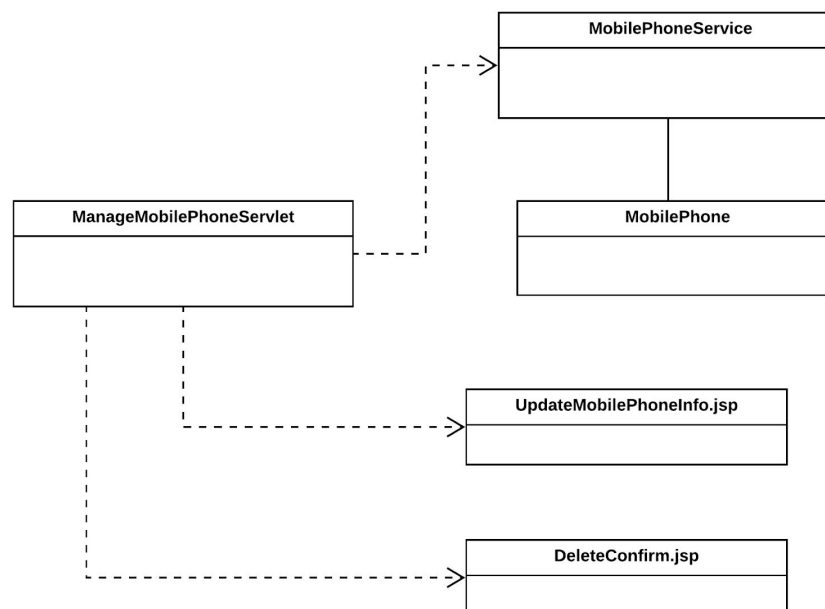 MobilePhoneService
ManageMobilePhoneServlet
MobilePhone
UpdateMobilePhoneInfo.jsp
DeleteConfirm.jsp